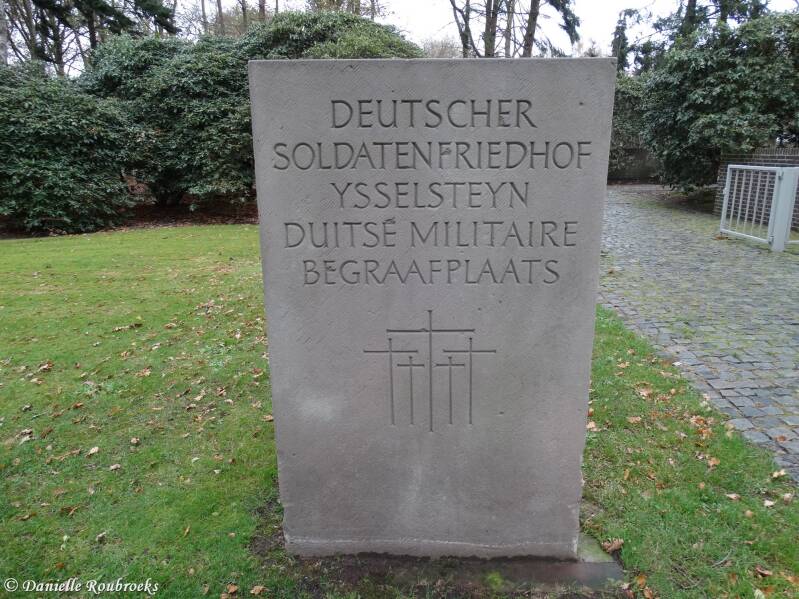 DEUTSCHER
SOLDATENFRIEDHOF
YSSELSTEYN
DUITSE MILITAIRE
BEGRAAFPLAATS
© Danielle Roubroeks